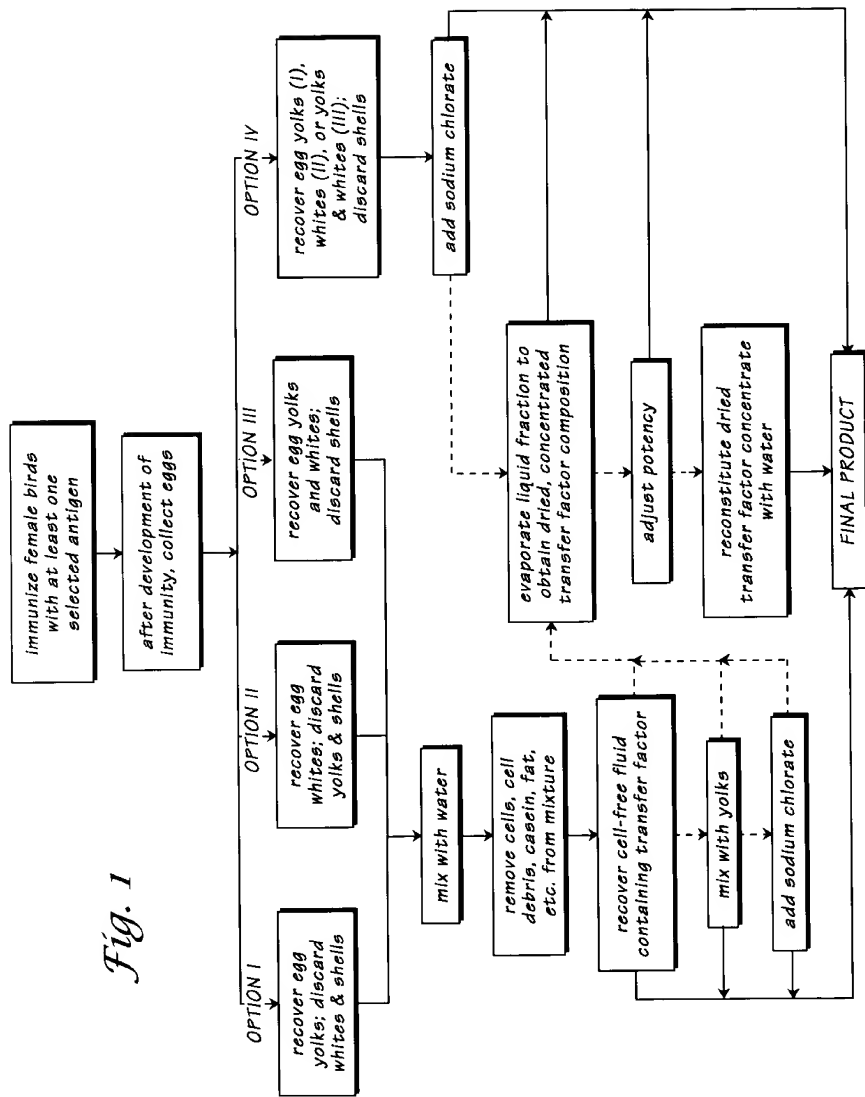 Fig. 1
immunize female birds
with at least one
selected antigen
after development of
immunity, collect eggs
OPTION I
recover egg
yolks; discard
whites & shells
OPTION II
recover egg
whites; discard
yolks & shells
OPTION III
recover egg yolks
and whites;
discard shells
OPTION IV
recover egg yolks (I),
whites (II), or yolks
& whites (III);
discard shells
mix with water
add sodium chlorate
remove cells, cell
debris, casein, fat,
etc. from mixture
evaporate liquid fraction to
obtain dried, concentrated
transfer factor composition
recover cell-free fluid
containing transfer factor
adjust potency
mix with yolks
reconstitute dried
transfer factor concentrate
with water
add sodium chlorate
FINAL PRODUCT